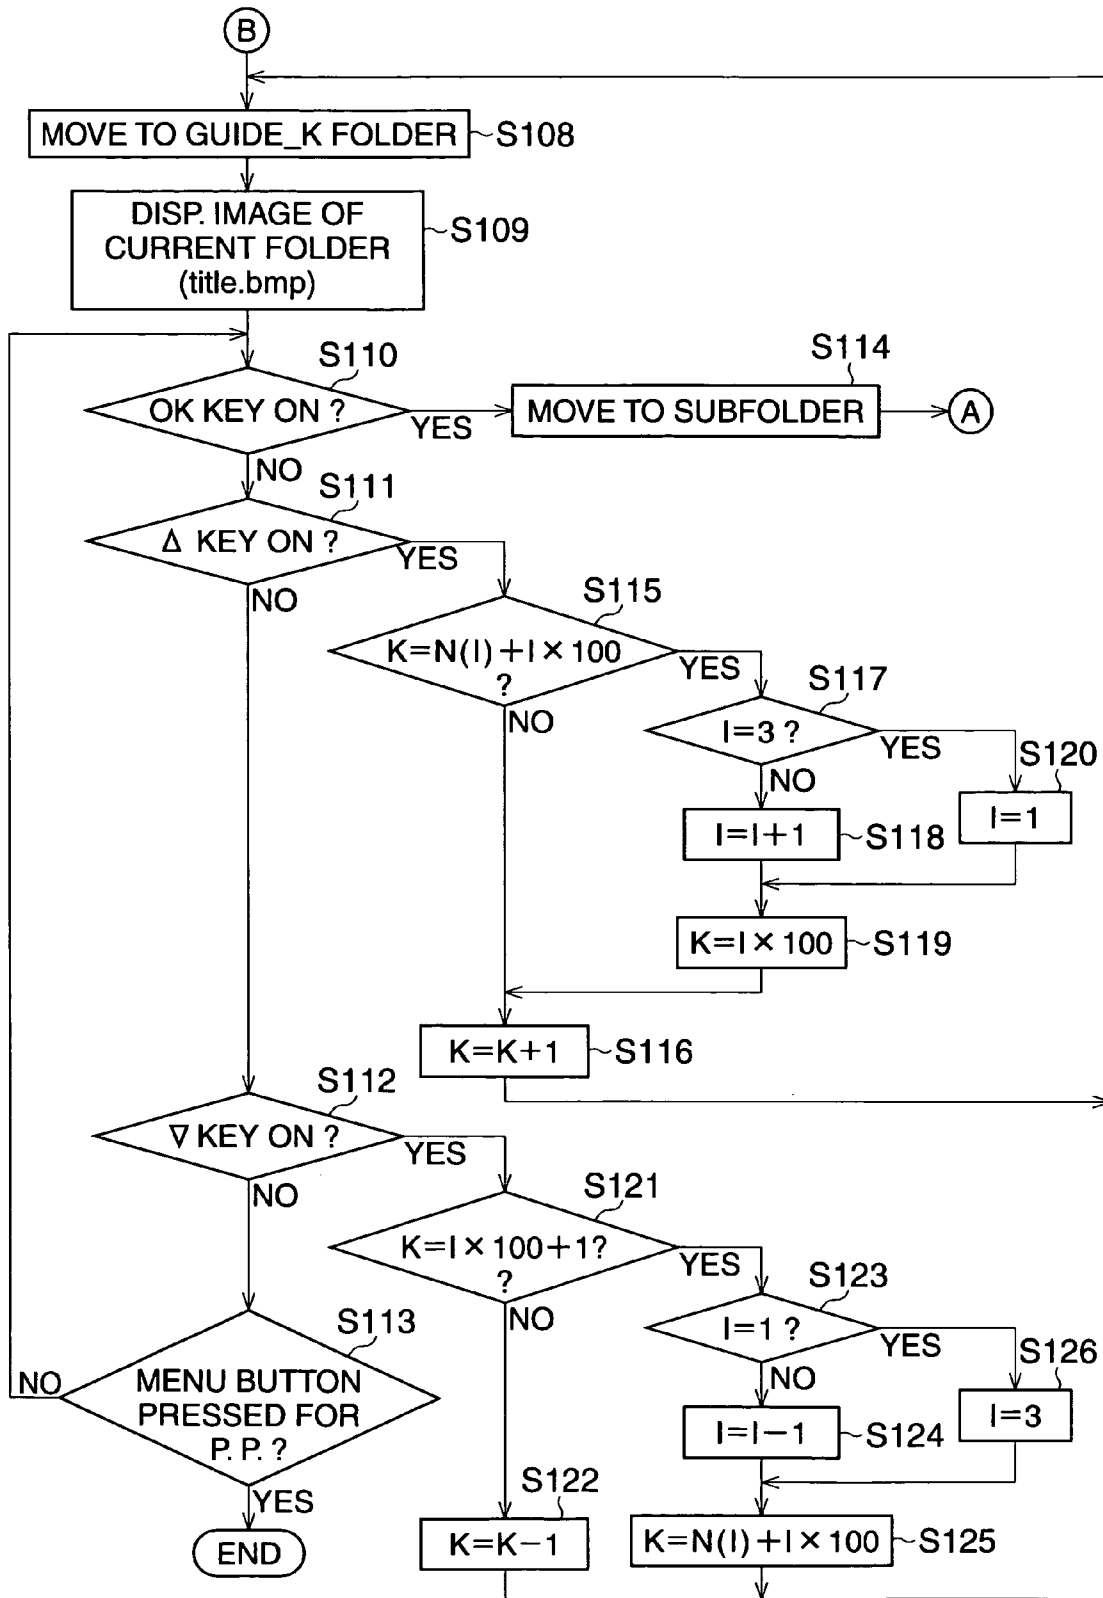 B
MOVE TO GUIDE_K FOLDER
S108
DISP. IMAGE OF
CURRENT FOLDER
(title.bmp)
S109
S110
OK KEY ON ?
YES
NO
S114
MOVE TO SUBFOLDER
A
S111
Δ KEY ON ?
YES
NO
S115
K=N(I)+I×100
?
YES
NO
S117
I=3 ?
YES
NO
S120
I=1
I=I+1
S118
K=I×100
S119
K=K+1
S116
S112
∇ KEY ON ?
YES
NO
S121
K=I×100+1?
?
YES
NO
S123
I=1 ?
YES
NO
S126
I=3
I=I−1
S124
S113
MENU BUTTON
PRESSED FOR
P. P. ?
NO
YES
END
S122
K=K−1
K=N(I)+I×100
S125